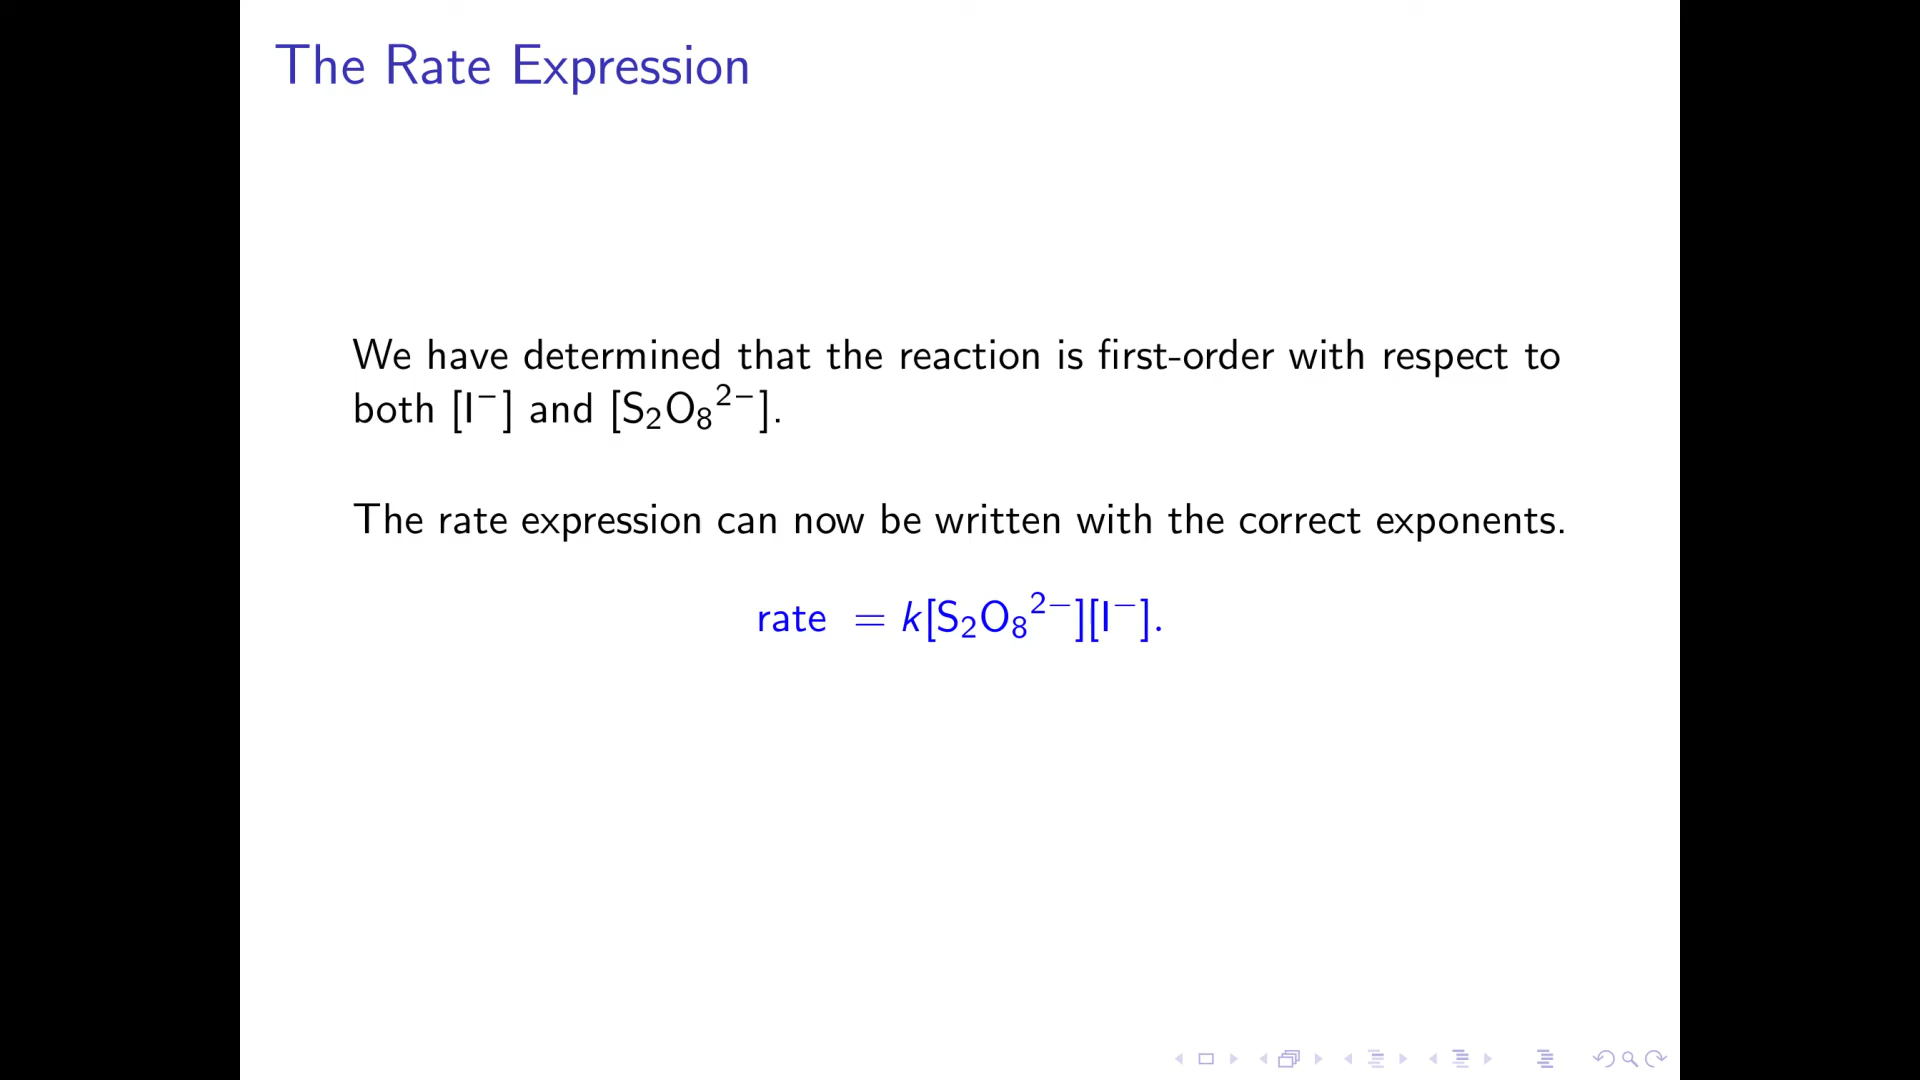 The Rate Expression
We have determined that the reaction is first-order with respect to
both [I⁻] and [S₂O₈²⁻].
The rate expression can now be written with the correct exponents.
rate = k[S₂O₈²⁻][I⁻].